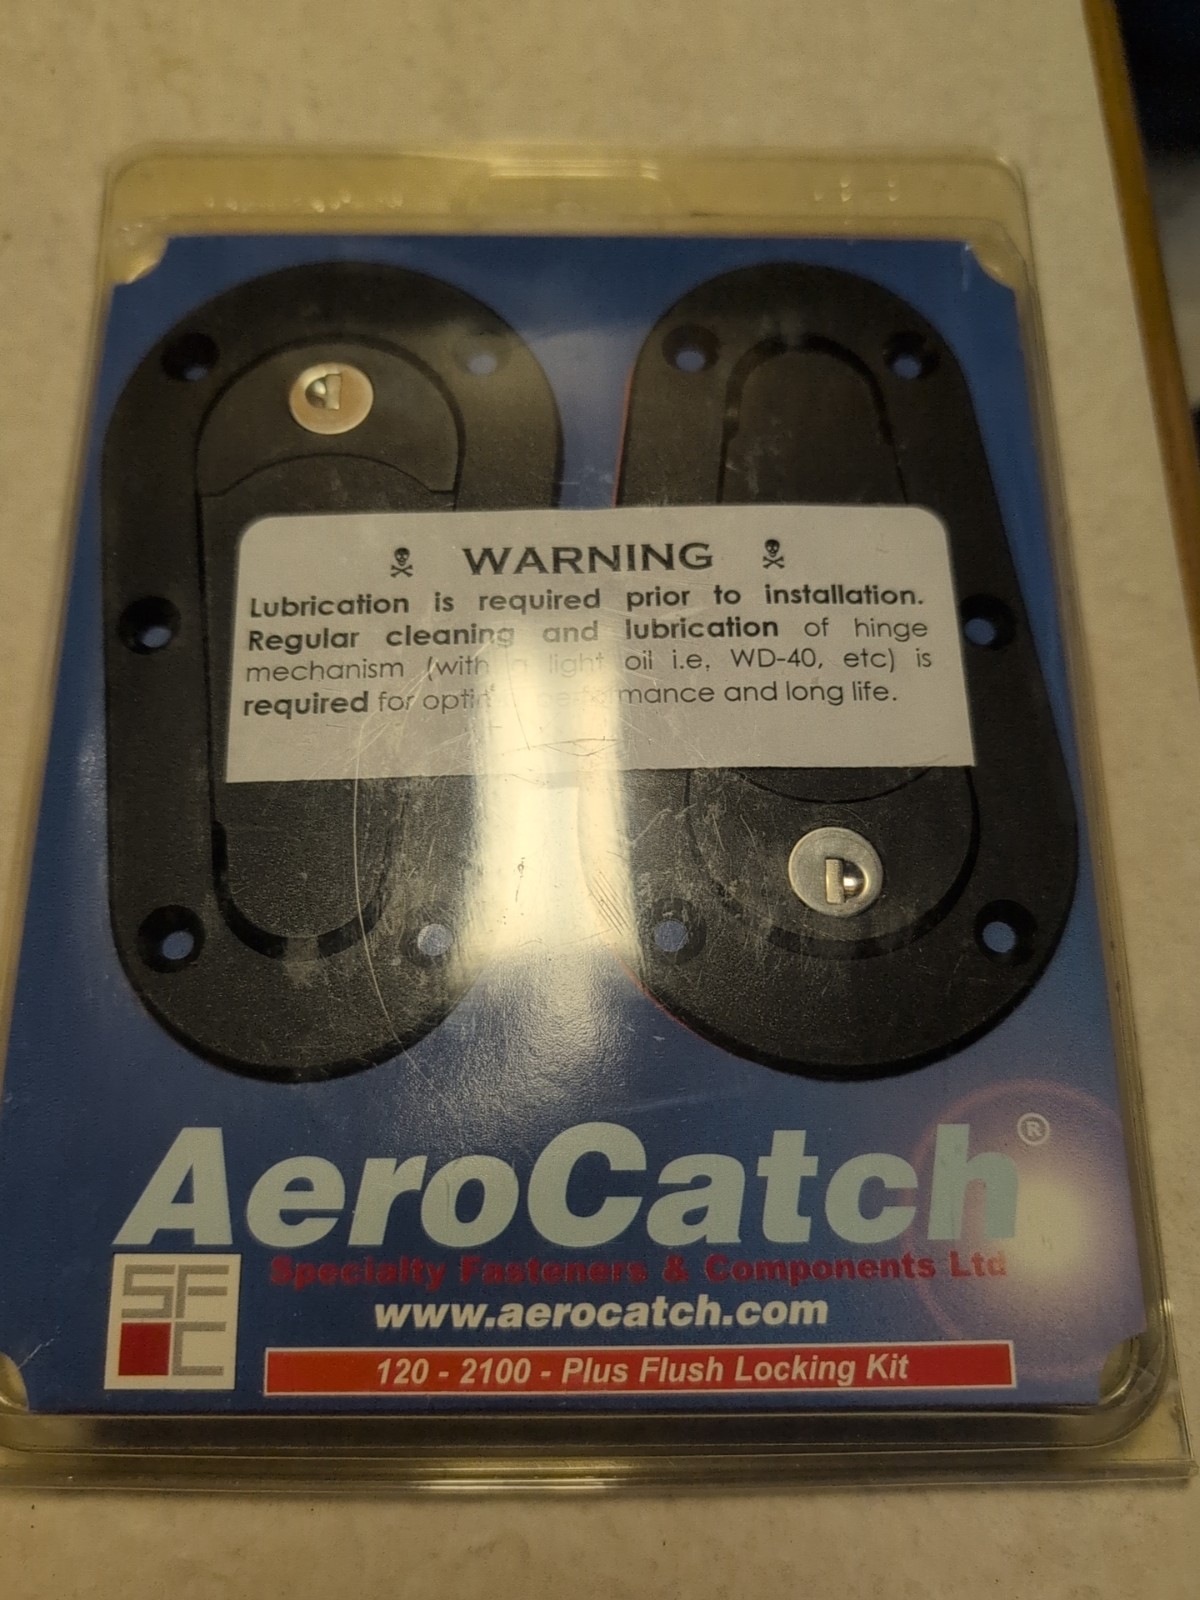 WARNING
Lubrication is required prior to installation.
Regular cleaning and lubrication of hinge
mechanism (with a light oil i.e. WD-40, etc) is
required for performance and long life.
AeroCatch®
SFC
Specialty Fasteners & Components Ltd
www.aerocatch.com
120 - 2100 - Plus Flush Locking Kit